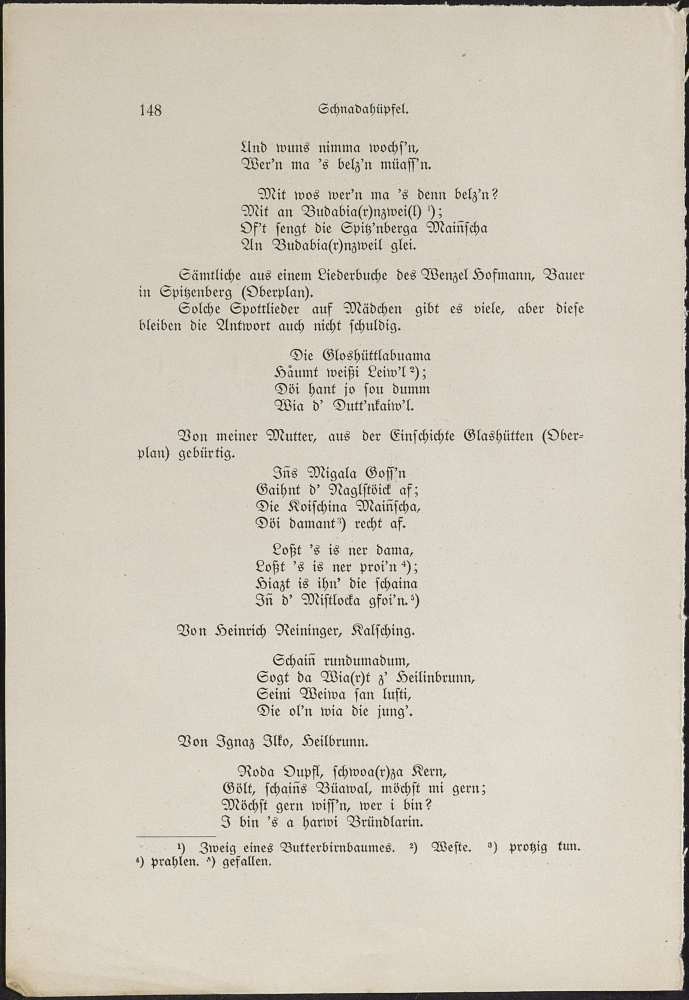 148
Schnadahüpfel.
Und wuns nimma wochs'n,
Wer'n ma 's belz'n müass'n.
Mit wos wer'n ma 's denn belz'n?
Mit an Budabia(r)nzwei(l) ¹);
Of't sengt die Spitz'nberga Maiñscha
An Budabia(r)nzweil glei.
Sämtliche aus einem Liederbuche des Wenzel Hofmann, Bauer
in Spitzenberg (Oberplan).
Solche Spottlieder auf Mädchen gibt es viele, aber diese
bleiben die Antwort auch nicht schuldig.
Die Gloshüttlabuama
Håumt weißi Leiw'l ²);
Döi hant jo sou dumm
Wia d' Dutt'nkaiw'l.
Von meiner Mutter, aus der Einschichte Glashütten (Ober-
plan) gebürtig.
Iñs Migala Goss'n
Gaihnt d' Naglstöick af;
Die Koischina Maiñscha,
Döi damant³) recht af.
Loßt 's is ner dama,
Loßt 's is ner proi'n ⁴);
Hiazt is ihn' die schaina
Iñ d' Mistlocka gfoi'n.⁵)
Von Heinrich Reininger, Kalsching.
Schaiñ rundumadum,
Sogt da Wia(r)t z' Heilinbrunn,
Seini Weiwa san lusti,
Die ol'n wia die jung'.
Von Ignaz Ilko, Heilbrunn.
Roda Oupfl, schwoa(r)za Kern,
Gölt, schaiñs Büawal, möchst mi gern;
Möchst gern wiss'n, wer i bin?
I bin 's a harwi Bründlarin.
¹) Zweig eines Butterbirnbaumes. ²) Weste. ³) protzig tun.
⁴) prahlen. ⁵) gefallen.